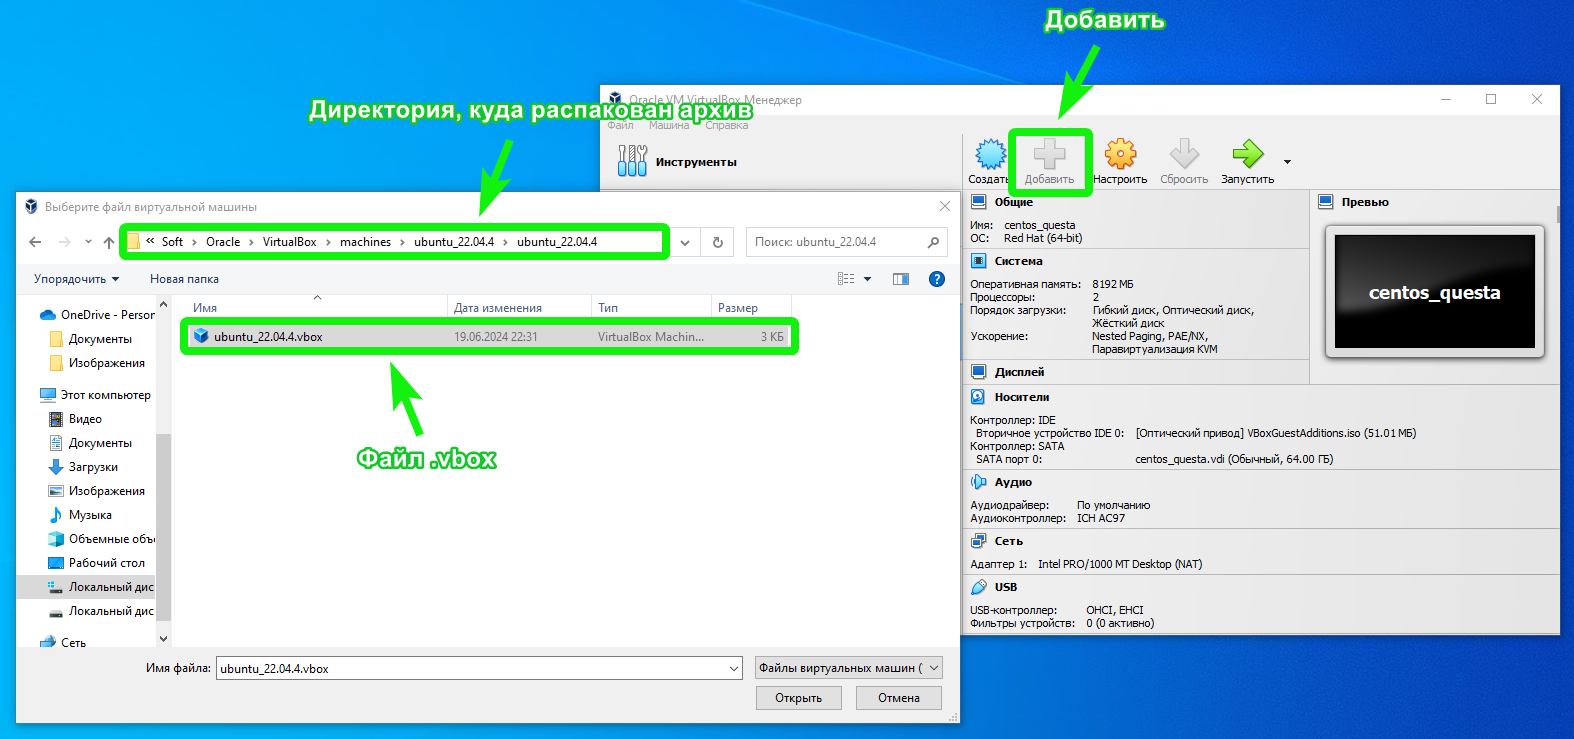 Добавить
Директория, куда распакован архив
Oracle VM VirtualBox Менеджер
Файл Машина Справка
Инструменты
Создать Добавить Настроить Сбросить Запустить
Выберите файл виртуальной машины
« Soft › Oracle › VirtualBox › machines › ubuntu_22.04.4 › ubuntu_22.04.4
Поиск: ubuntu_22.04.4
Упорядочить Новая папка
OneDrive - Person
Документы
Изображения
Этот компьютер
Видео
Документы
Загрузки
Изображения
Музыка
Объемные объ
Рабочий стол
Локальный дис
Локальный дис
Сеть
Имя Дата изменения Тип Размер
ubuntu_22.04.4.vbox 19.06.2024 22:31 VirtualBox Machin... 3 КБ
Файл .vbox
Имя файла: ubuntu_22.04.4.vbox Файлы виртуальных машин (
Открыть Отмена
Общие
Имя: centos_questa
ОС: Red Hat (64-bit)
Система
Оперативная память: 8192 МБ
Процессоры: 2
Порядок загрузки: Гибкий диск, Оптический диск,
Жёсткий диск
Ускорение: Nested Paging, PAE/NX,
Паравиртуализация KVM
Превью
centos_questa
Дисплей
Носители
Контроллер: IDE
Вторичное устройство IDE 0: [Оптический привод] VBoxGuestAdditions.iso (51.01 МБ)
Контроллер: SATA
SATA порт 0: centos_questa.vdi (Обычный, 64.00 ГБ)
Аудио
Аудиодрайвер: По умолчанию
Аудиоконтроллер: ICH AC97
Сеть
Адаптер 1: Intel PRO/1000 MT Desktop (NAT)
USB
USB-контроллер: OHCI, EHCI
Фильтры устройств: 0 (0 активно)